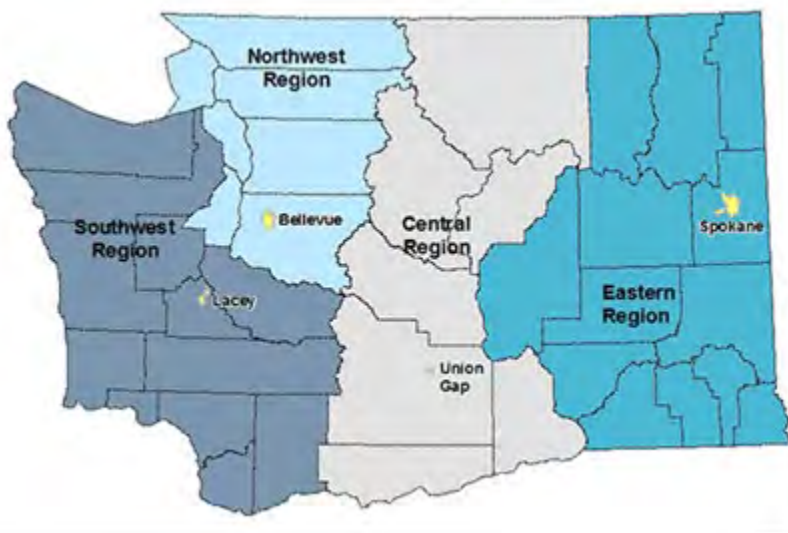 Northwest
Region
Southwest
Region
Bellevue
Central
Region
Spokane
Lacey
Eastern
Region
Union
Gap